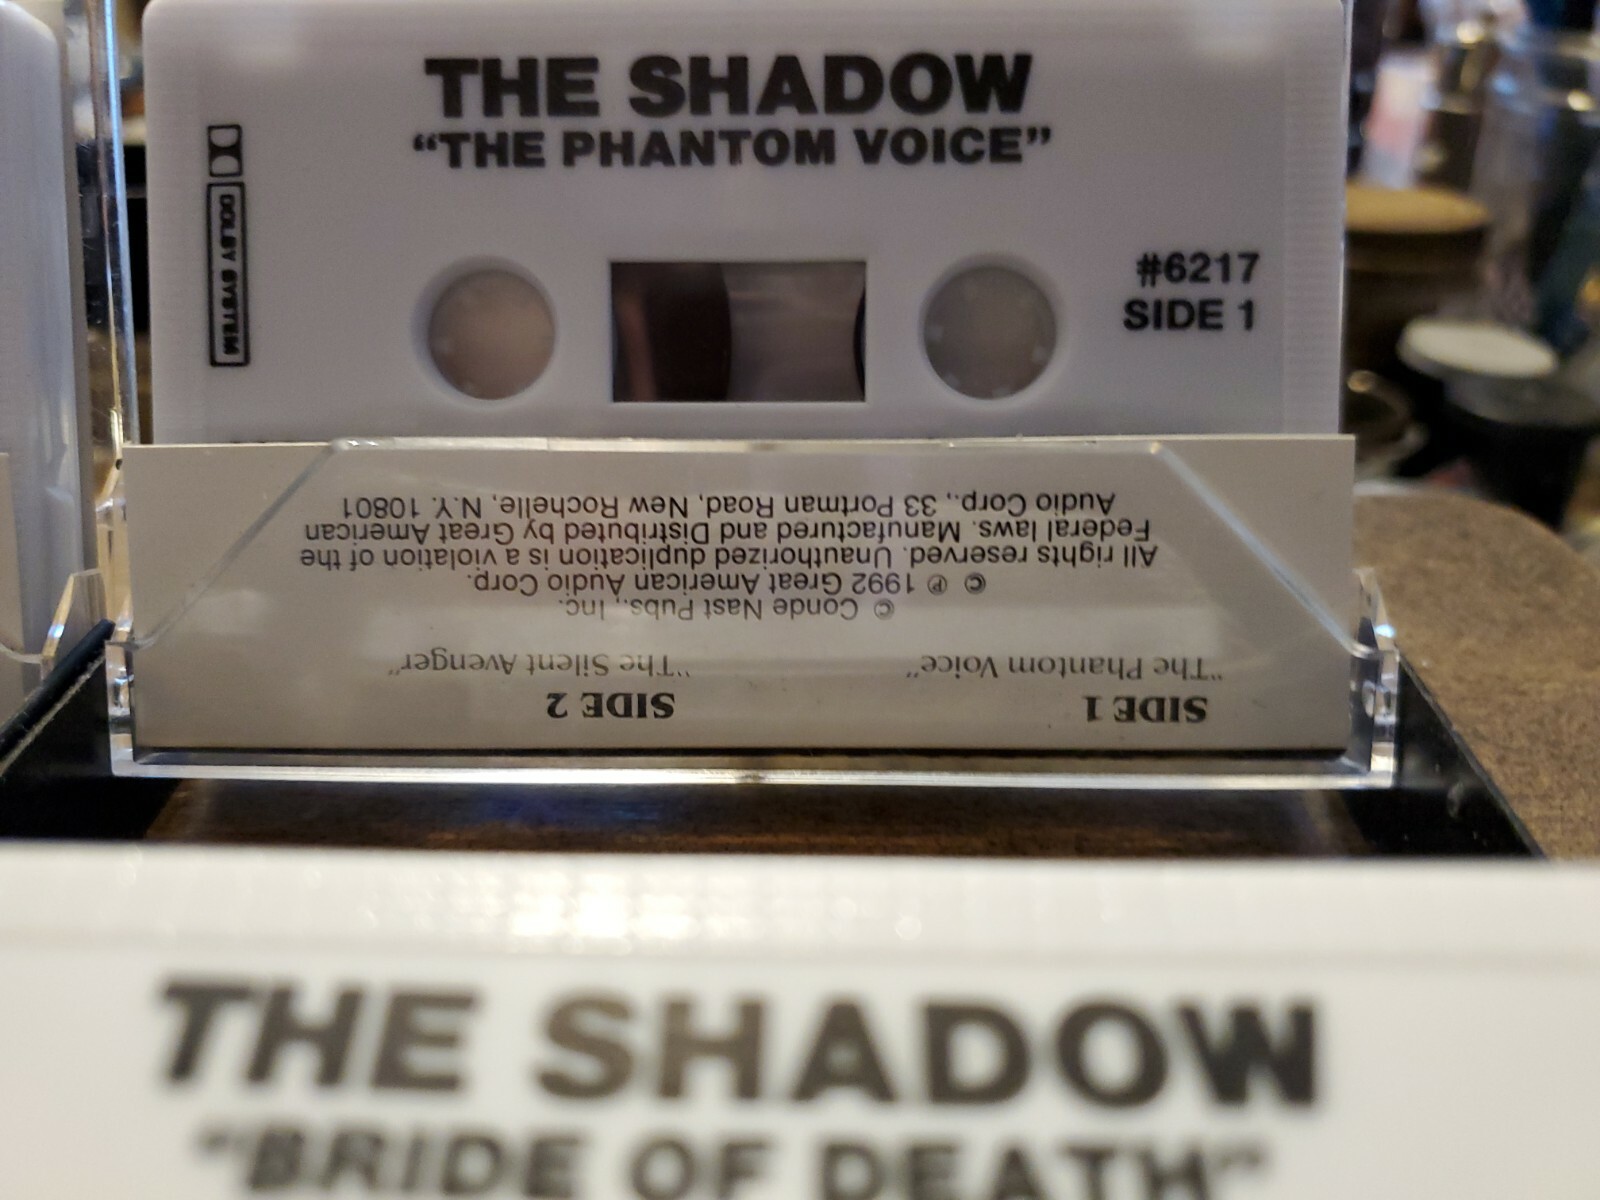 THE SHADOW
“THE PHANTOM VOICE”
DOLBY SYSTEM
#6217
SIDE 1
SIDE 1
"The Phantom Voice"
SIDE 2
"The Silent Avenger"
© Conde Nast Pubs., Inc.
© ℗ 1992 Great American Audio Corp.
All rights reserved. Unauthorized duplication is a violation of the
Federal laws. Manufactured and Distributed by Great American
Audio Corp., 33 Portman Road, New Rochelle, N.Y. 10801
THE SHADOW
"BRIDE OF DEATH"